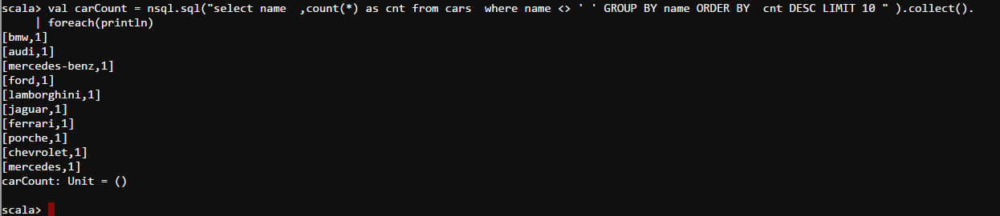 scala> val carCount = nsql.sql("select name  ,count(*) as cnt from cars  where name <> ' ' GROUP BY name ORDER BY  cnt DESC LIMIT 10 " ).collect().
     | foreach(println)
[bmw,1]
[audi,1]
[mercedes-benz,1]
[ford,1]
[lamborghini,1]
[jaguar,1]
[ferrari,1]
[porche,1]
[chevrolet,1]
[mercedes,1]
carCount: Unit = ()
scala>